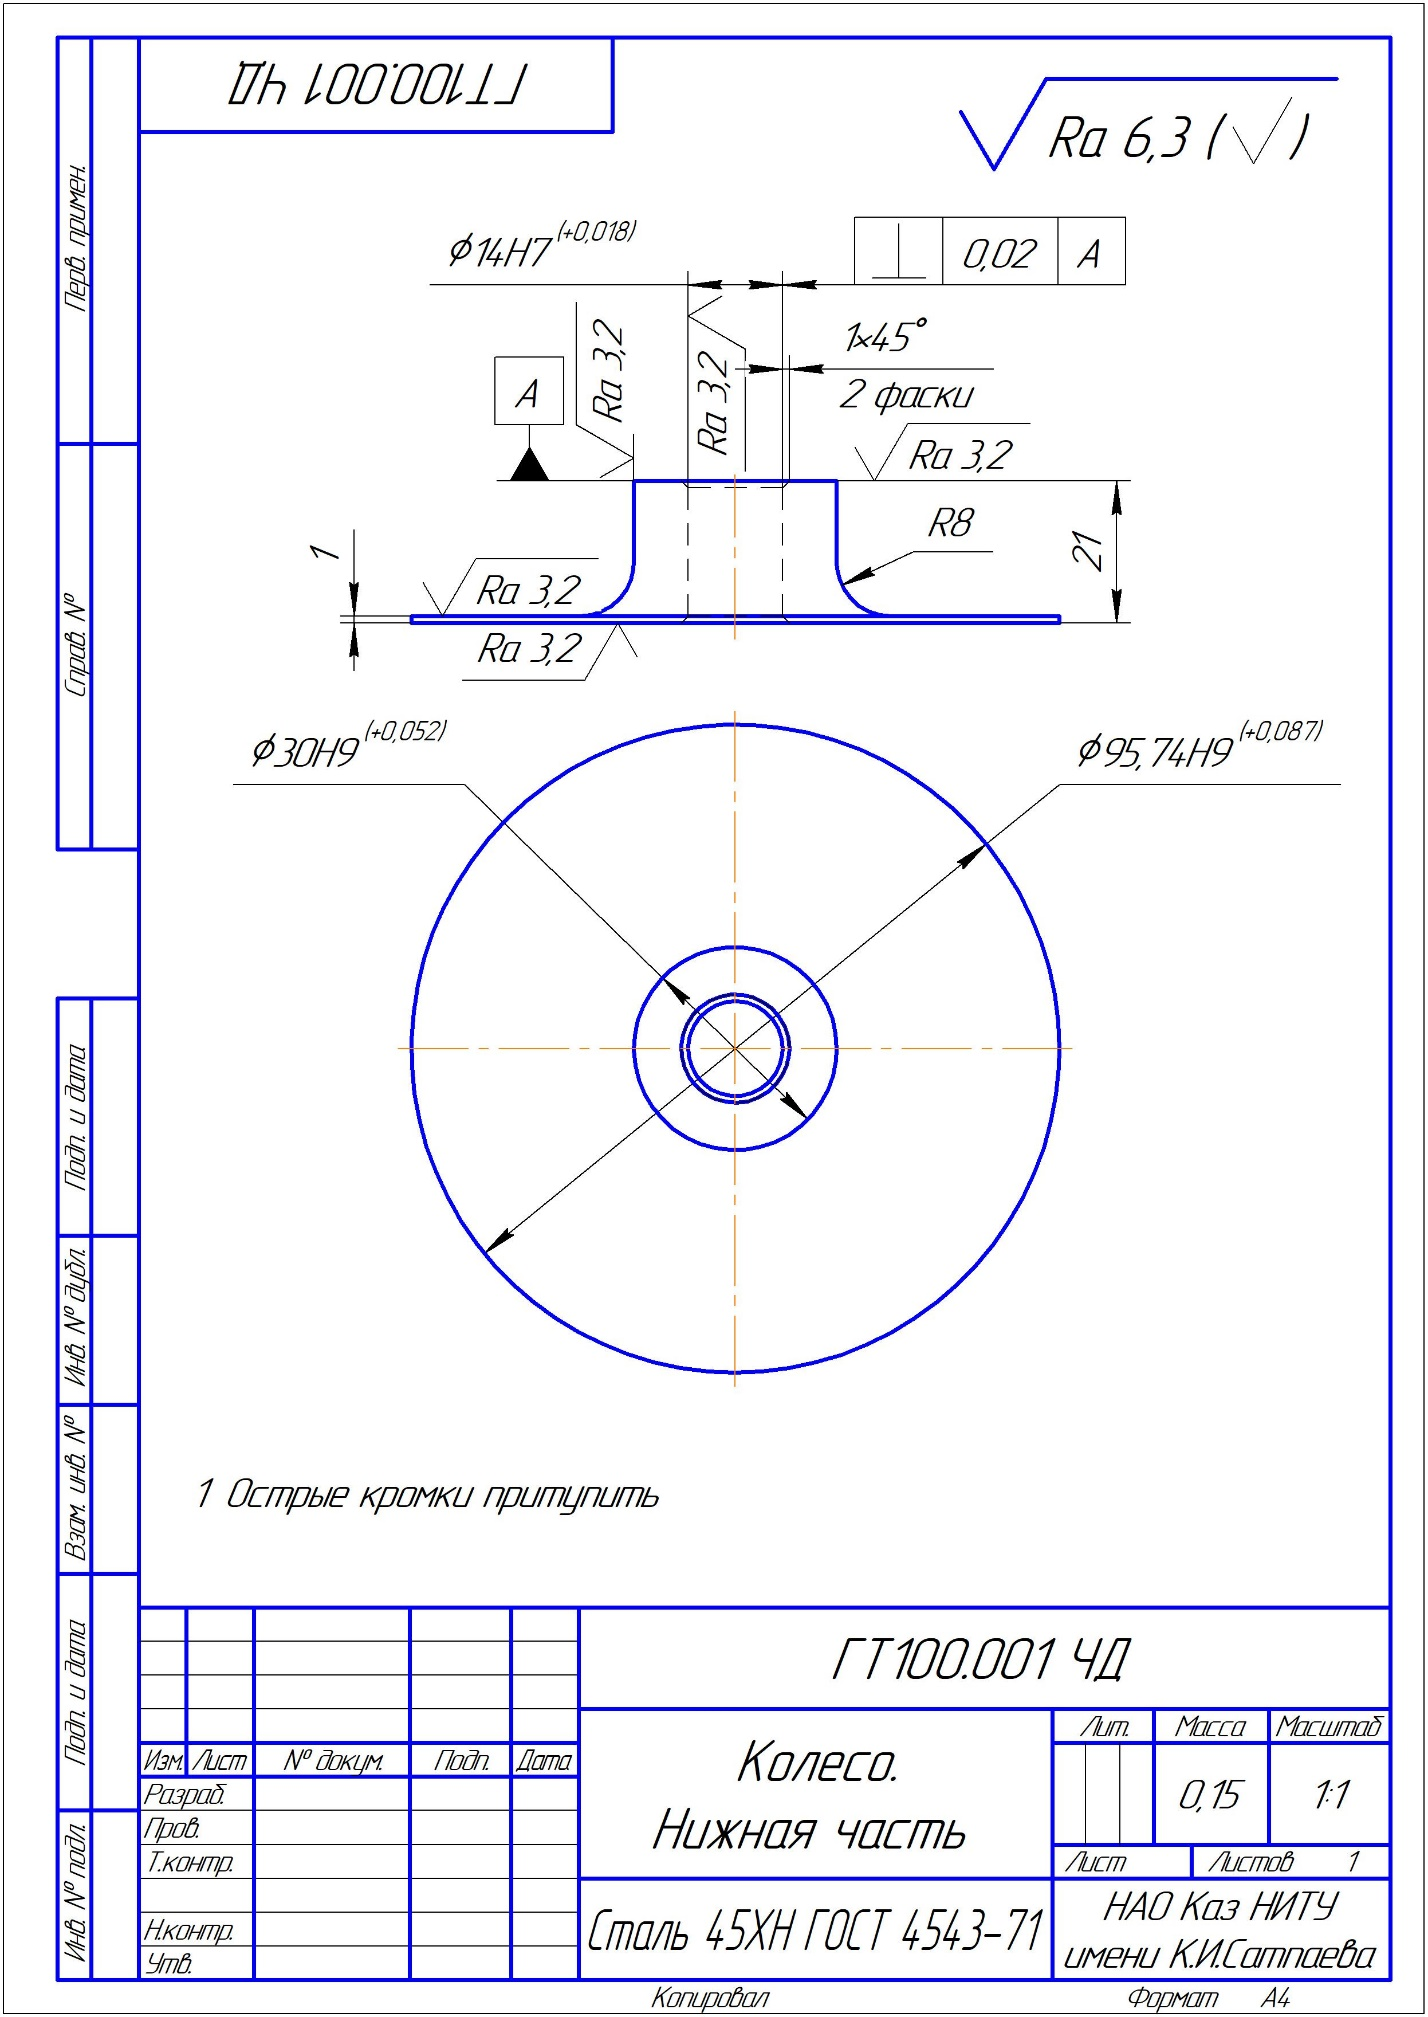 ГТ100.001 ЧД
Ra 6,3 (√)
Перв. примен.
Справ. №
Подп. и дата
Инв. № дубл.
Взам. инв. №
Подп. и дата
Инв. № подл.
⌀14H7(+0,018)
⊥ 0,02 A
1×45°
2 фаски
A
Ra 3,2
Ra 3,2
Ra 3,2
R8
21
1
Ra 3,2
Ra 3,2
⌀30H9(+0,052)
⌀95,74H9(+0,087)
1 Острые кромки притупить
ГТ100.001 ЧД
Изм. Лист № докум. Подп. Дата
Разраб.
Пров.
Т.контр.
Н.контр.
Утв.
Колесо.
Нижная часть
Лит. Масса Масштаб
0,15 1:1
Лист Листов 1
Сталь 45ХН ГОСТ 4543-71
НАО Каз НИТУ
имени К.И.Сатпаева
Копировал Формат А4